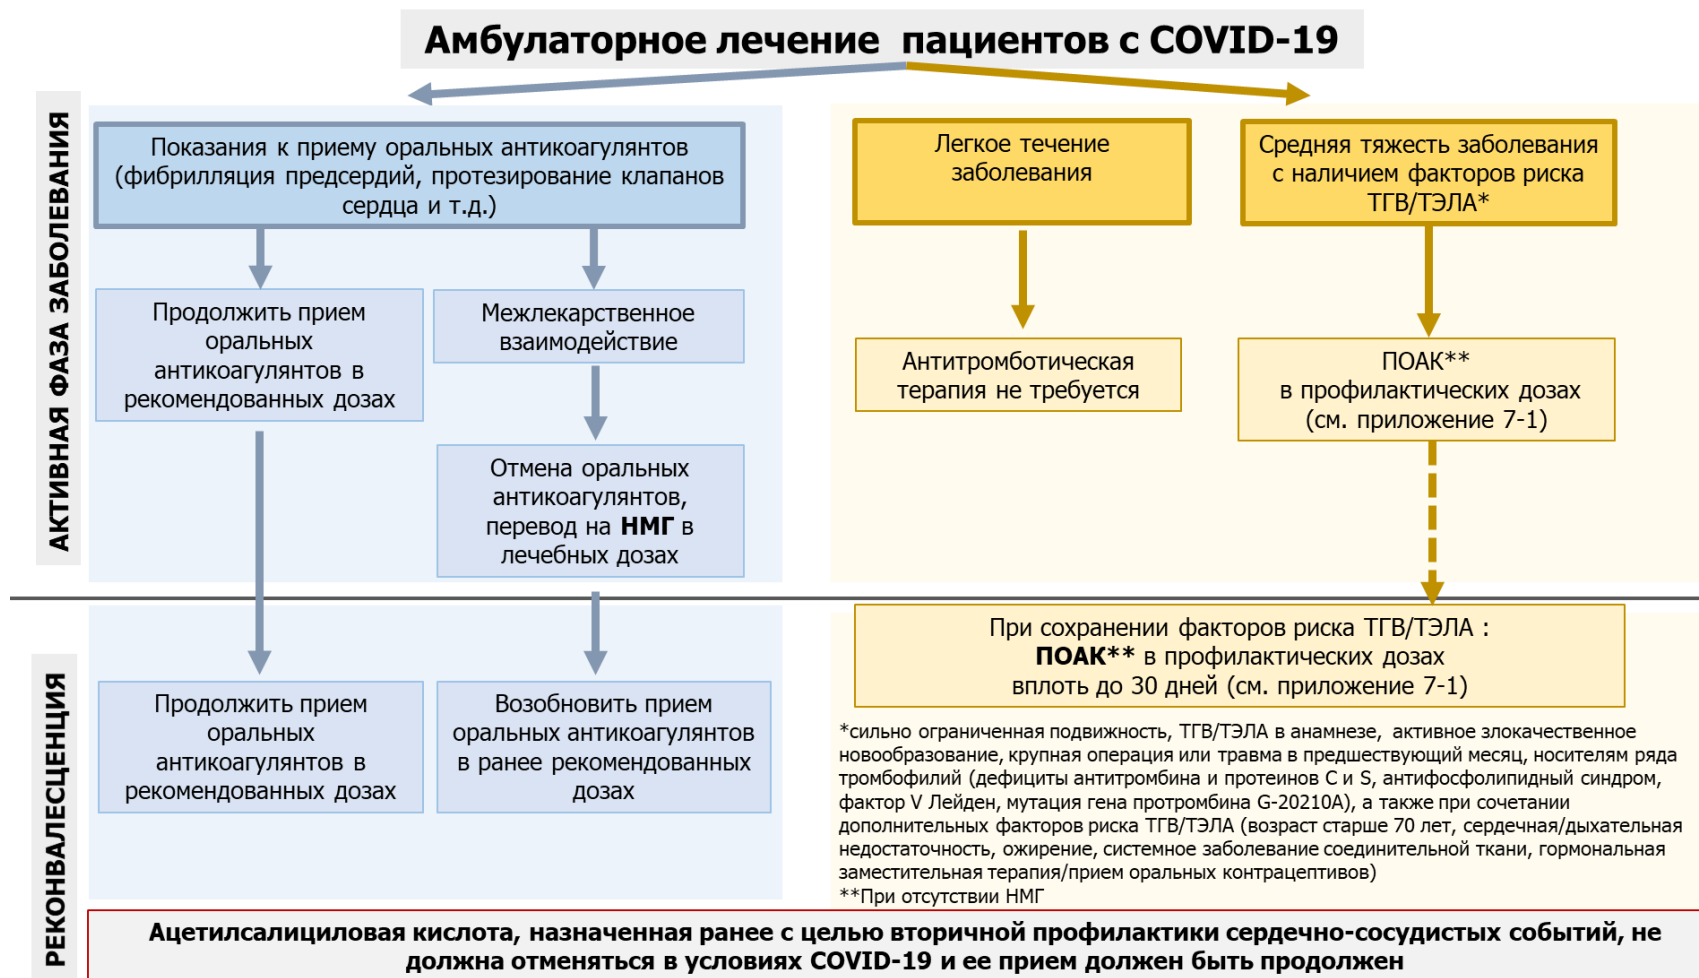 Амбулаторное лечение пациентов с COVID-19
АКТИВНАЯ ФАЗА ЗАБОЛЕВАНИЯ
Показания к приему оральных антикоагулянтов
(фибрилляция предсердий, протезирование клапанов
сердца и т.д.)
Продолжить прием
оральных
антикоагулянтов в
рекомендованных дозах
Межлекарственное
взаимодействие
Отмена оральных
антикоагулянтов,
перевод на НМГ в
лечебных дозах
Легкое течение
заболевания
Антитромботическая
терапия не требуется
Средняя тяжесть заболевания
с наличием факторов риска
ТГВ/ТЭЛА*
ПОАК**
в профилактических дозах
(см. приложение 7-1)
РЕКОНВАЛЕСЦЕНЦИЯ
Продолжить прием
оральных
антикоагулянтов в
рекомендованных дозах
Возобновить прием
оральных антикоагулянтов
в ранее рекомендованных
дозах
При сохранении факторов риска ТГВ/ТЭЛА :
ПОАК** в профилактических дозах
вплоть до 30 дней (см. приложение 7-1)
*сильно ограниченная подвижность, ТГВ/ТЭЛА в анамнезе, активное злокачественное
новообразование, крупная операция или травма в предшествующий месяц, носителям ряда
тромбофилий (дефициты антитромбина и протеинов C и S, антифосфолипидный синдром,
фактор V Лейден, мутация гена протромбина G-20210A), а также при сочетании
дополнительных факторов риска ТГВ/ТЭЛА (возраст старше 70 лет, сердечная/дыхательная
недостаточность, ожирение, системное заболевание соединительной ткани, гормональная
заместительная терапия/прием оральных контрацептивов)
**При отсутствии НМГ
Ацетилсалициловая кислота, назначенная ранее с целью вторичной профилактики сердечно-сосудистых событий, не
должна отменяться в условиях COVID-19 и ее прием должен быть продолжен